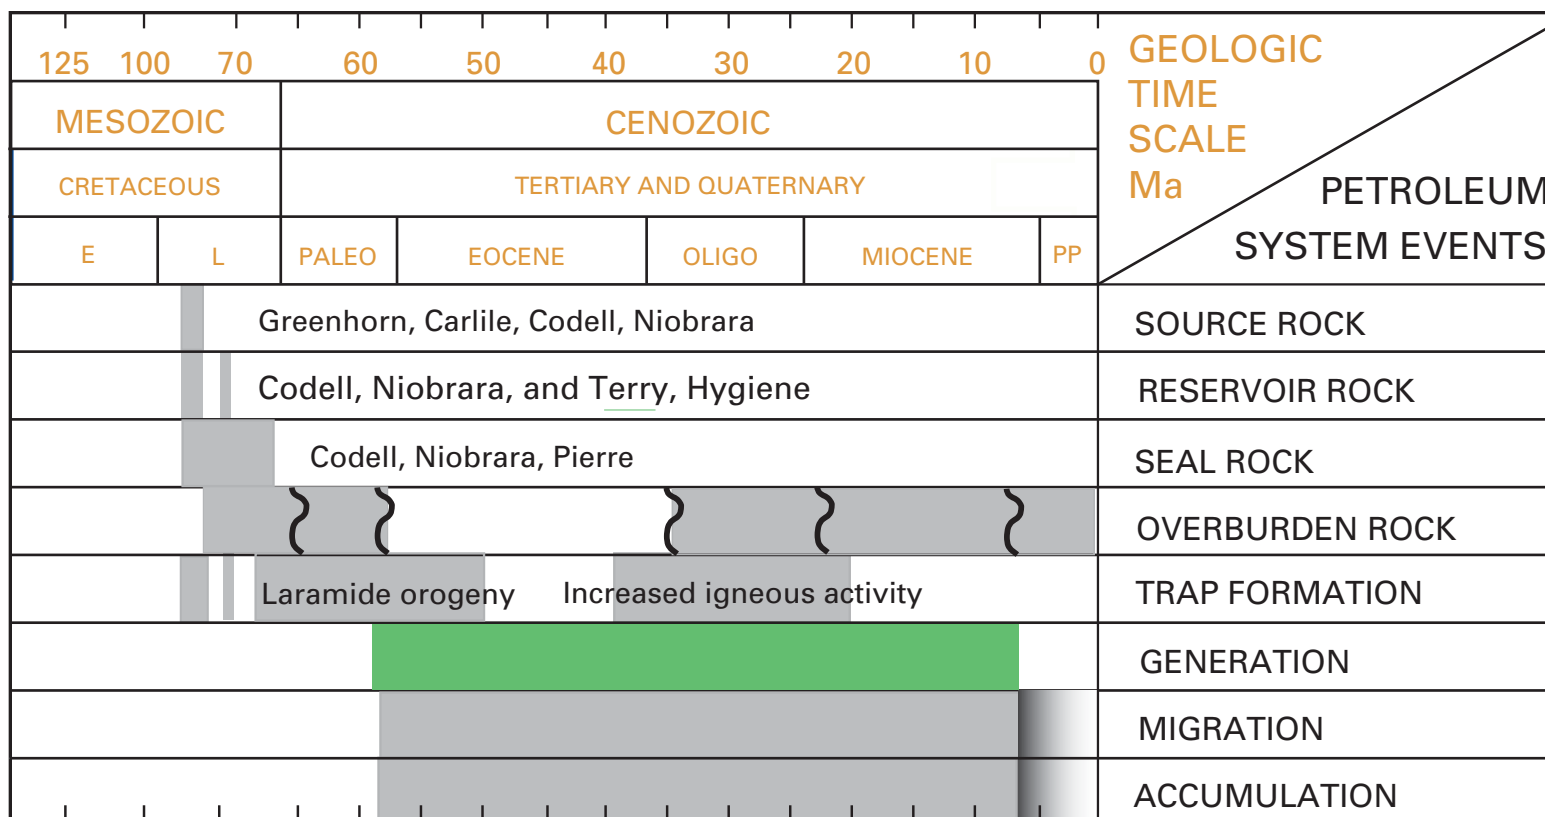 125 100 70 60 50 40 30 20 10 0
GEOLOGIC
TIME
SCALE
Ma
MESOZOIC CENOZOIC
CRETACEOUS TERTIARY AND QUATERNARY
PETROLEUM
SYSTEM EVENTS
E L PALEO EOCENE OLIGO MIOCENE PP
Greenhorn, Carlile, Codell, Niobrara SOURCE ROCK
Codell, Niobrara, and Terry, Hygiene RESERVOIR ROCK
Codell, Niobrara, Pierre SEAL ROCK
OVERBURDEN ROCK
Laramide orogeny Increased igneous activity TRAP FORMATION
GENERATION
MIGRATION
ACCUMULATION